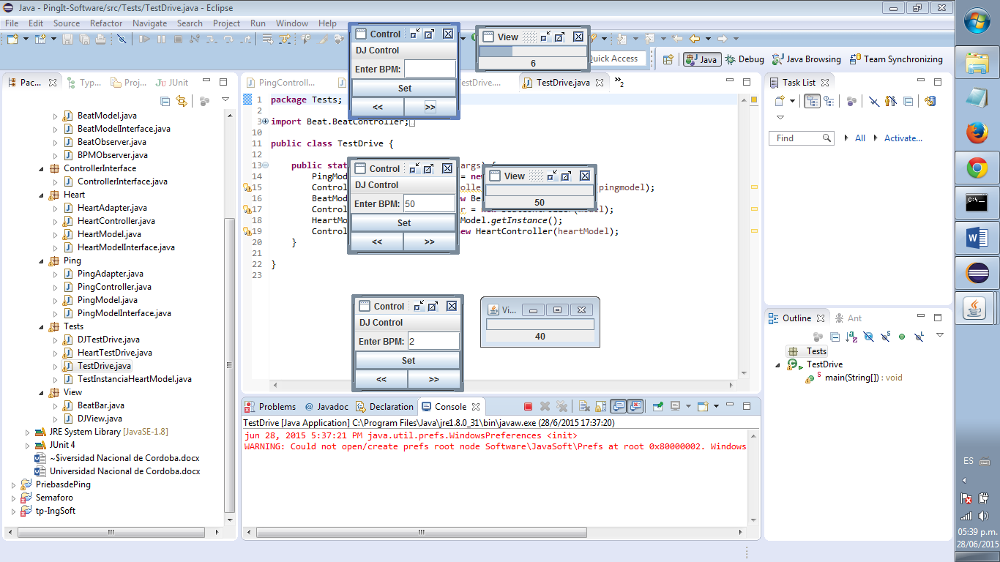 Java - PingIt-Software/src/Tests/TestDrive.java - Eclipse
File Edit Source Refactor Navigate Search Project Run Window Help
Quick Access
Java Debug Java Browsing Team Synchronizing
Pac... Typ... Proj... JUnit
BeatModel.java
BeatModelInterface.java
BeatObserver.java
BPMObserver.java
ControllerInterface
ControllerInterface.java
Heart
HeartAdapter.java
HeartController.java
HeartModel.java
HeartModelInterface.java
Ping
PingAdapter.java
PingController.java
PingModel.java
PingModelInterface.java
Tests
DJTestDrive.java
HeartTestDrive.java
TestDrive.java
TestInstanciaHeartModel.java
View
BeatBar.java
DJView.java
JRE System Library [JavaSE-1.8]
JUnit 4
~$iversidad Nacional de Cordoba.docx
Universidad Nacional de Cordoba.docx
PriebasdePing
Semaforo
tp-IngSoft
PingControll... estDrive.... TestDrive.java »2
1 package Tests;
2
3 import Beat.BeatController;
10
11 public class TestDrive {
12
13 public stat args) {
14 PingMod = new
15 Control oller pingmodel);
16 BeatMod w Be
17 Control r = new BeatController(model);
18 HeartMo Model.getInstance();
19 Control new HeartController(heartModel);
20 }
21
22 }
23
Control
DJ Control
Enter BPM:
Set
<< >>
View
6
Control
DJ Control
Enter BPM: 50
Set
<< >>
View
50
Control
DJ Control
Enter BPM: 2
Set
<< >>
Vi...
40
Problems @ Javadoc Declaration Console
TestDrive [Java Application] C:\Program Files\Java\jre1.8.0_31\bin\javaw.exe (28/6/2015 17:37:20)
jun 28, 2015 5:37:21 PM java.util.prefs.WindowsPreferences <init>
WARNING: Could not open/create prefs root node Software\JavaSoft\Prefs at root 0x80000002. Windows
Task List
Find All Activate...
Outline Ant
Tests
TestDrive
main(String[]) : void
ES
05:39 p.m.
28/06/2015